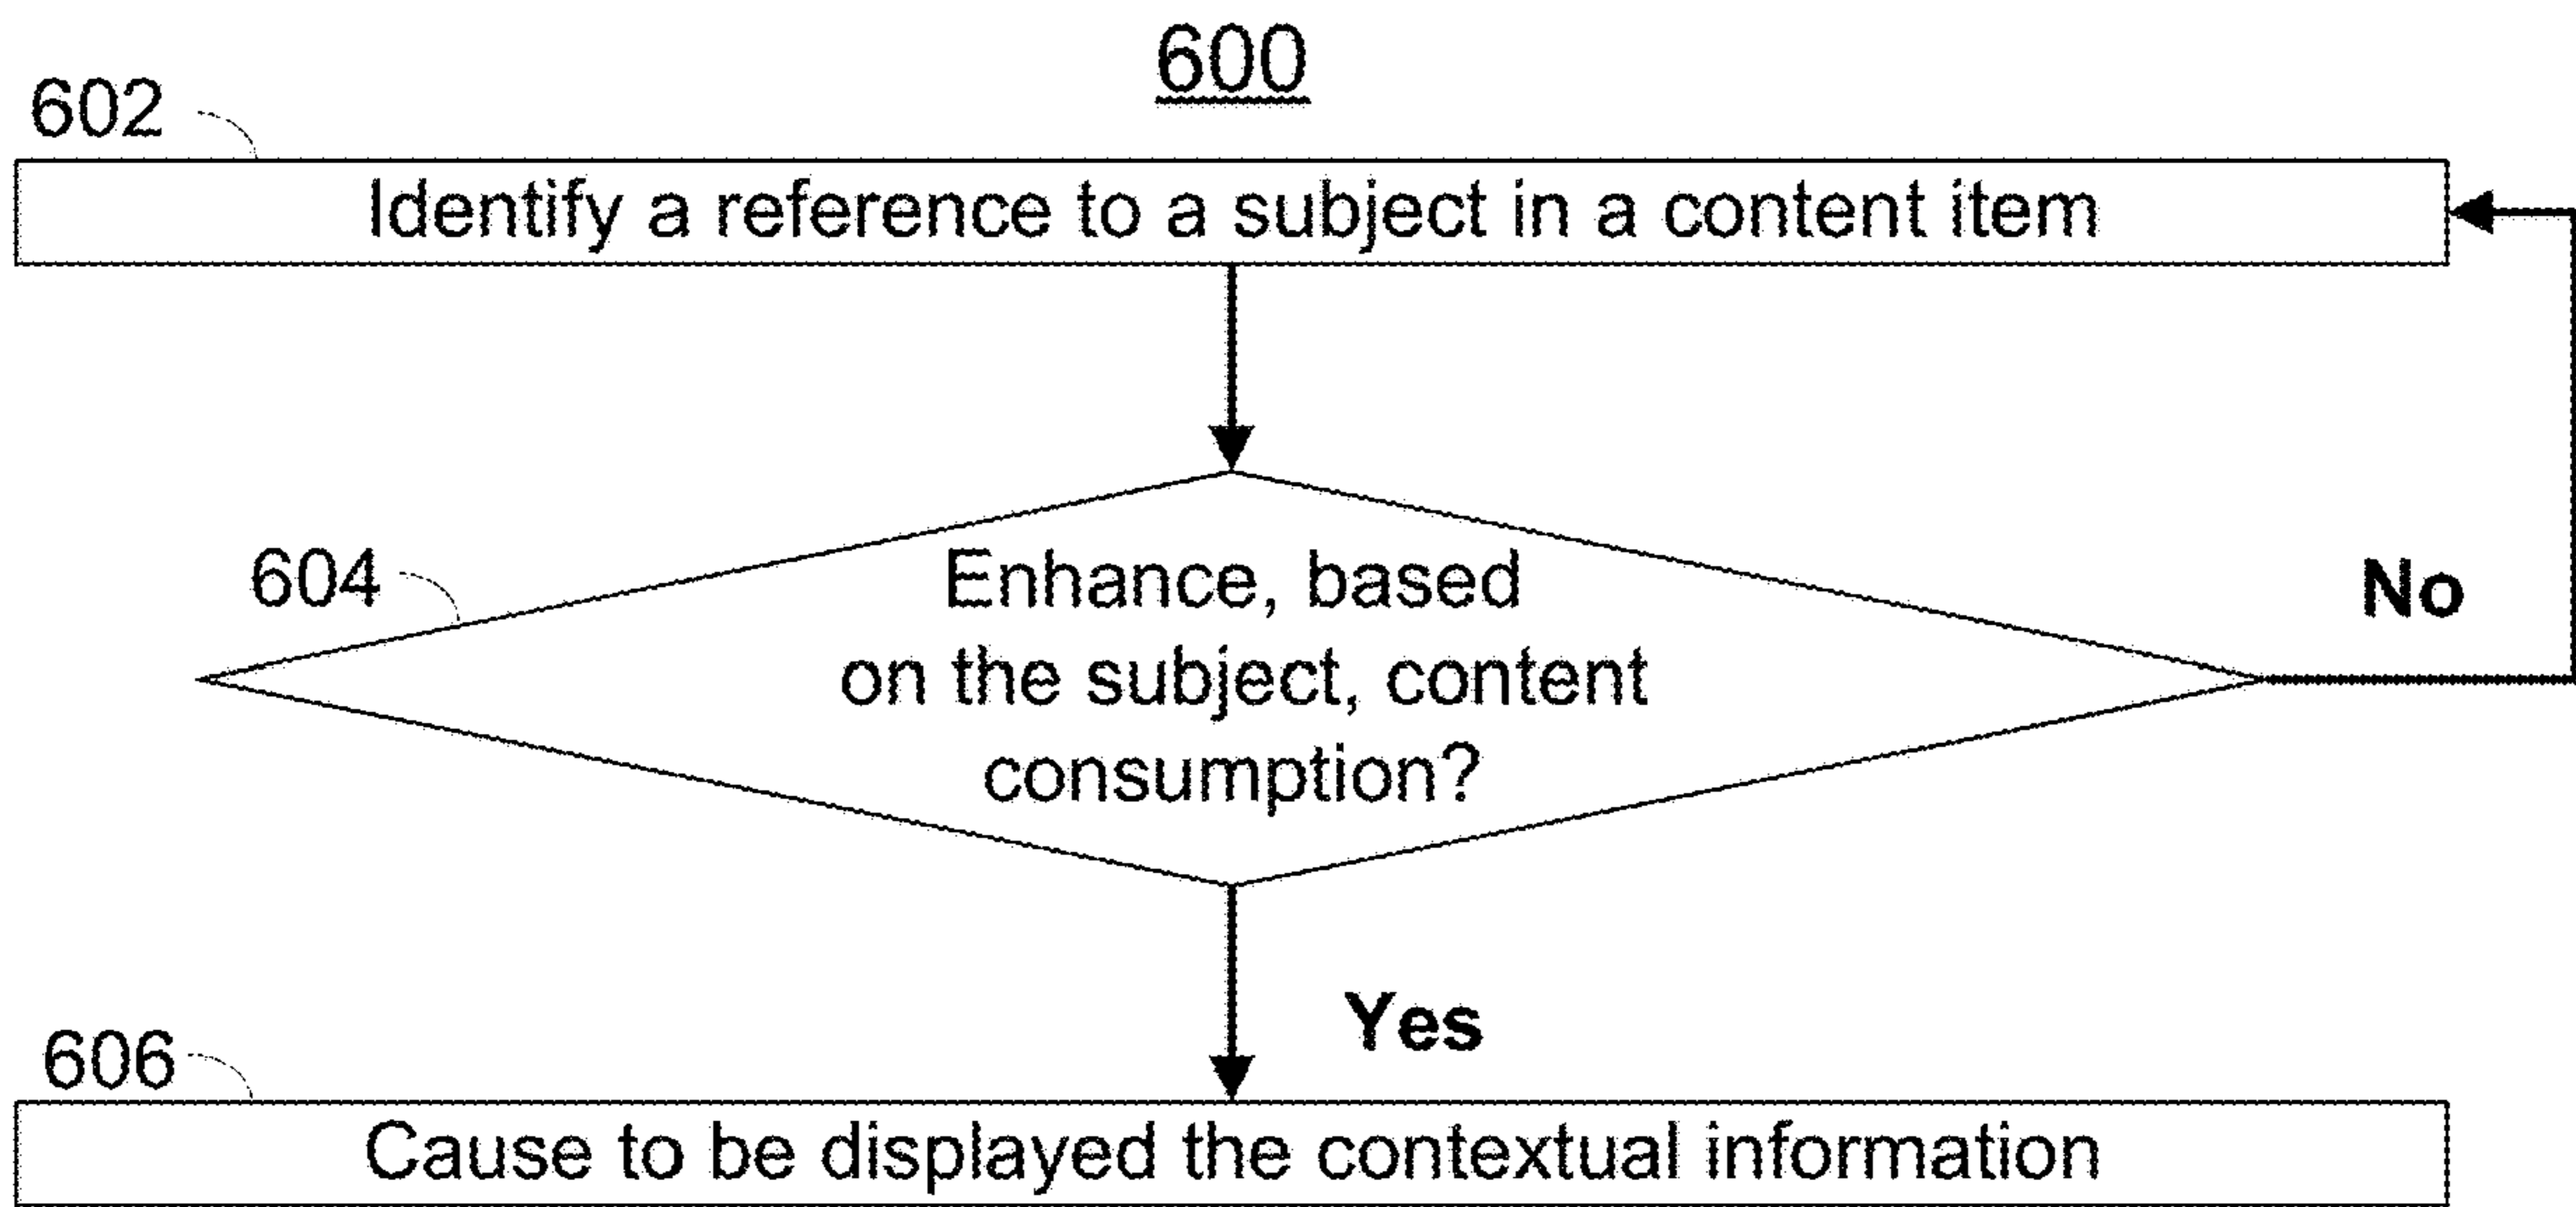 600
602
Identify a reference to a subject in a content item
604
Enhance, based
on the subject, content
consumption?
No
Yes
606
Cause to be displayed the contextual information